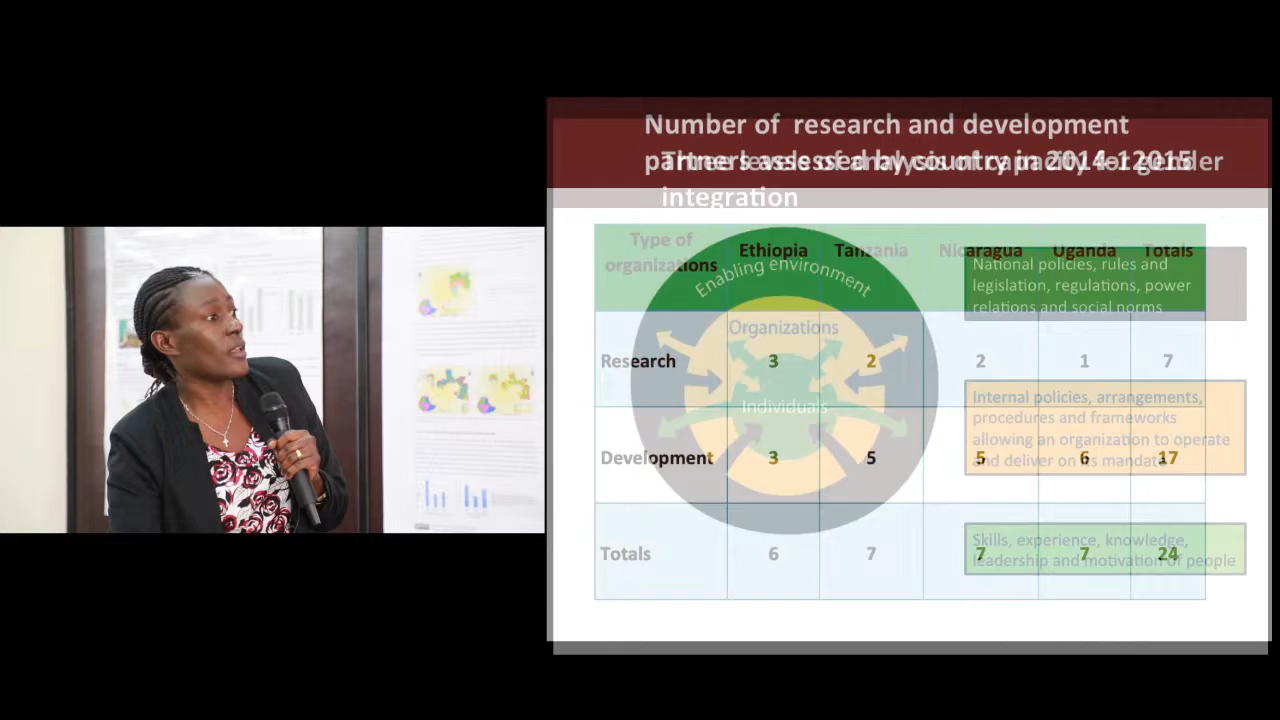 Number of research and development
partners assessed by country in 2014-12015
Three levels of analysis of capacity for gender
integration
Type of
organizations
Ethiopia
Tanzania
Nicaragua
Uganda
Totals
Research
3
2
2
1
7
Development
3
5
5
6
17
Totals
6
7
7
7
24
Enabling environment
Organizations
Individuals
National policies, rules and
legislation, regulations, power
relations and social norms
Internal policies, arrangements,
procedures and frameworks
allowing an organization to operate
and deliver on its mandate
Skills, experience, knowledge,
leadership and motivation of people